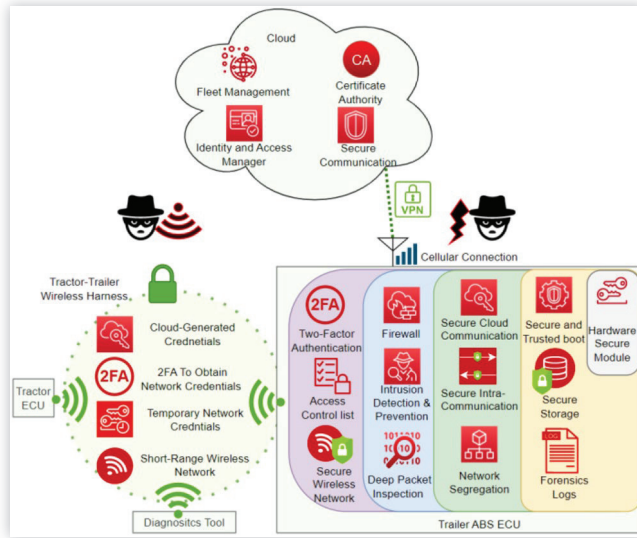 Cloud
CA
Fleet Management
Certificate
Authority
Identity and Access
Manager
Secure
Communication
VPN
Cellular Connection
Tractor-Trailer
Wireless Harness
Cloud-Generated
Crednetials
2FA
2FA To Obtain
Network Credentials
Temporary Network
Credntials
Short-Range Wireless
Network
Tractor
ECU
Diagnositcs Tool
2FA
Two-Factor
Authentication
Access
Control list
Secure
Wireless
Network
Firewall
Intrusion
Detection &
Prevention
1011010
10
Deep Packet
Inspection
Secure Cloud
Communication
Secure Intra-
Communication
Network
Segregation
Secure and
Trusted boot
Secure
Storage
LOG
Forensics
Logs
Hardware
Secure
Module
Trailer ABS ECU